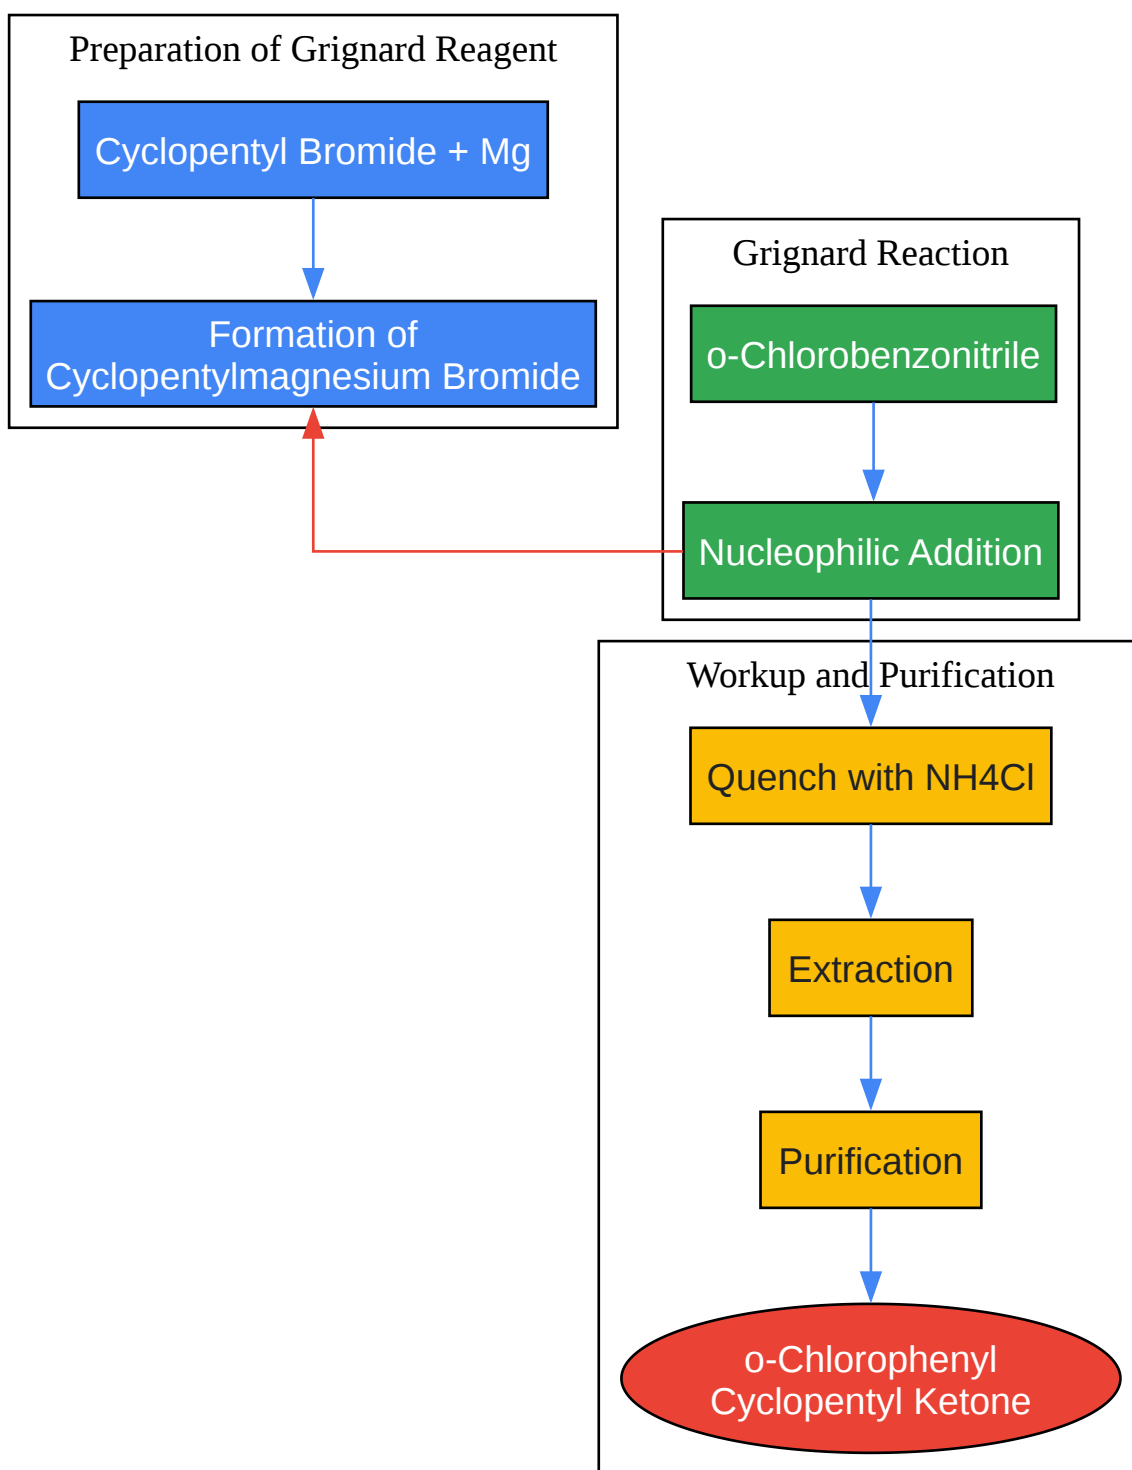 Preparation of Grignard Reagent
Cyclopentyl Bromide + Mg
Formation of
Cyclopentylmagnesium Bromide
Grignard Reaction
o-Chlorobenzonitrile
Nucleophilic Addition
Workup and Purification
Quench with NH4Cl
Extraction
Purification
o-Chlorophenyl
Cyclopentyl Ketone